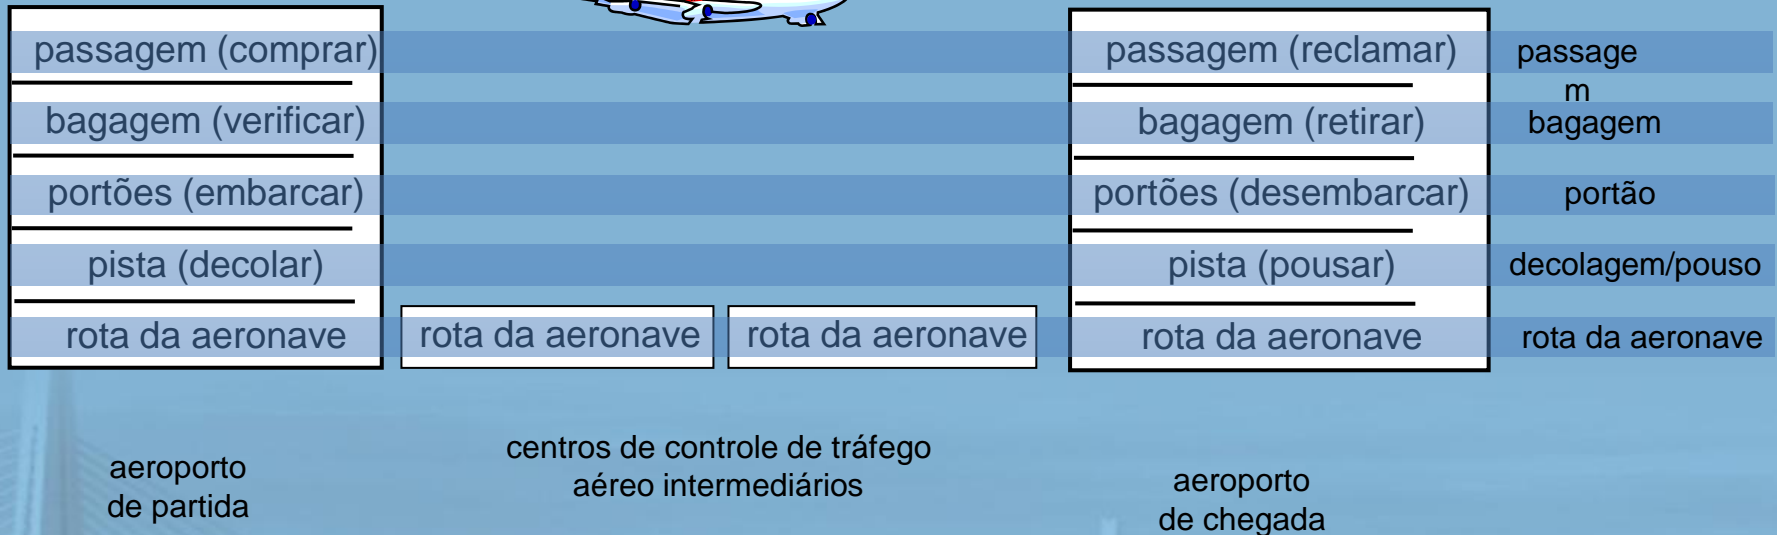 passagem (comprar)
passagem (reclamar)
passage
m
bagagem (verificar)
bagagem (retirar)
bagagem
portões (embarcar)
portões (desembarcar)
portão
pista (decolar)
pista (pousar)
decolagem/pouso
rota da aeronave
rota da aeronave
rota da aeronave
rota da aeronave
rota da aeronave
aeroporto
de partida
centros de controle de tráfego
aéreo intermediários
aeroporto
de chegada